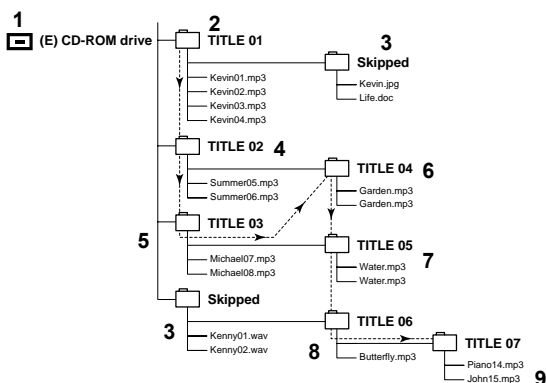 1
(E) CD-ROM drive
2
TITLE 01
Kevin01.mp3
Kevin02.mp3
Kevin03.mp3
Kevin04.mp3
3
Skipped
Kevin.jpg
Life.doc
TITLE 02
4
Summer05.mp3
Summer06.mp3
TITLE 04
6
Garden.mp3
Garden.mp3
5
TITLE 03
Michael07.mp3
Michael08.mp3
TITLE 05
7
Water.mp3
Water.mp3
Skipped
3
Kenny01.wav
Kenny02.wav
TITLE 06
8
Butterfly.mp3
TITLE 07
Piano14.mp3
John15.mp3
9